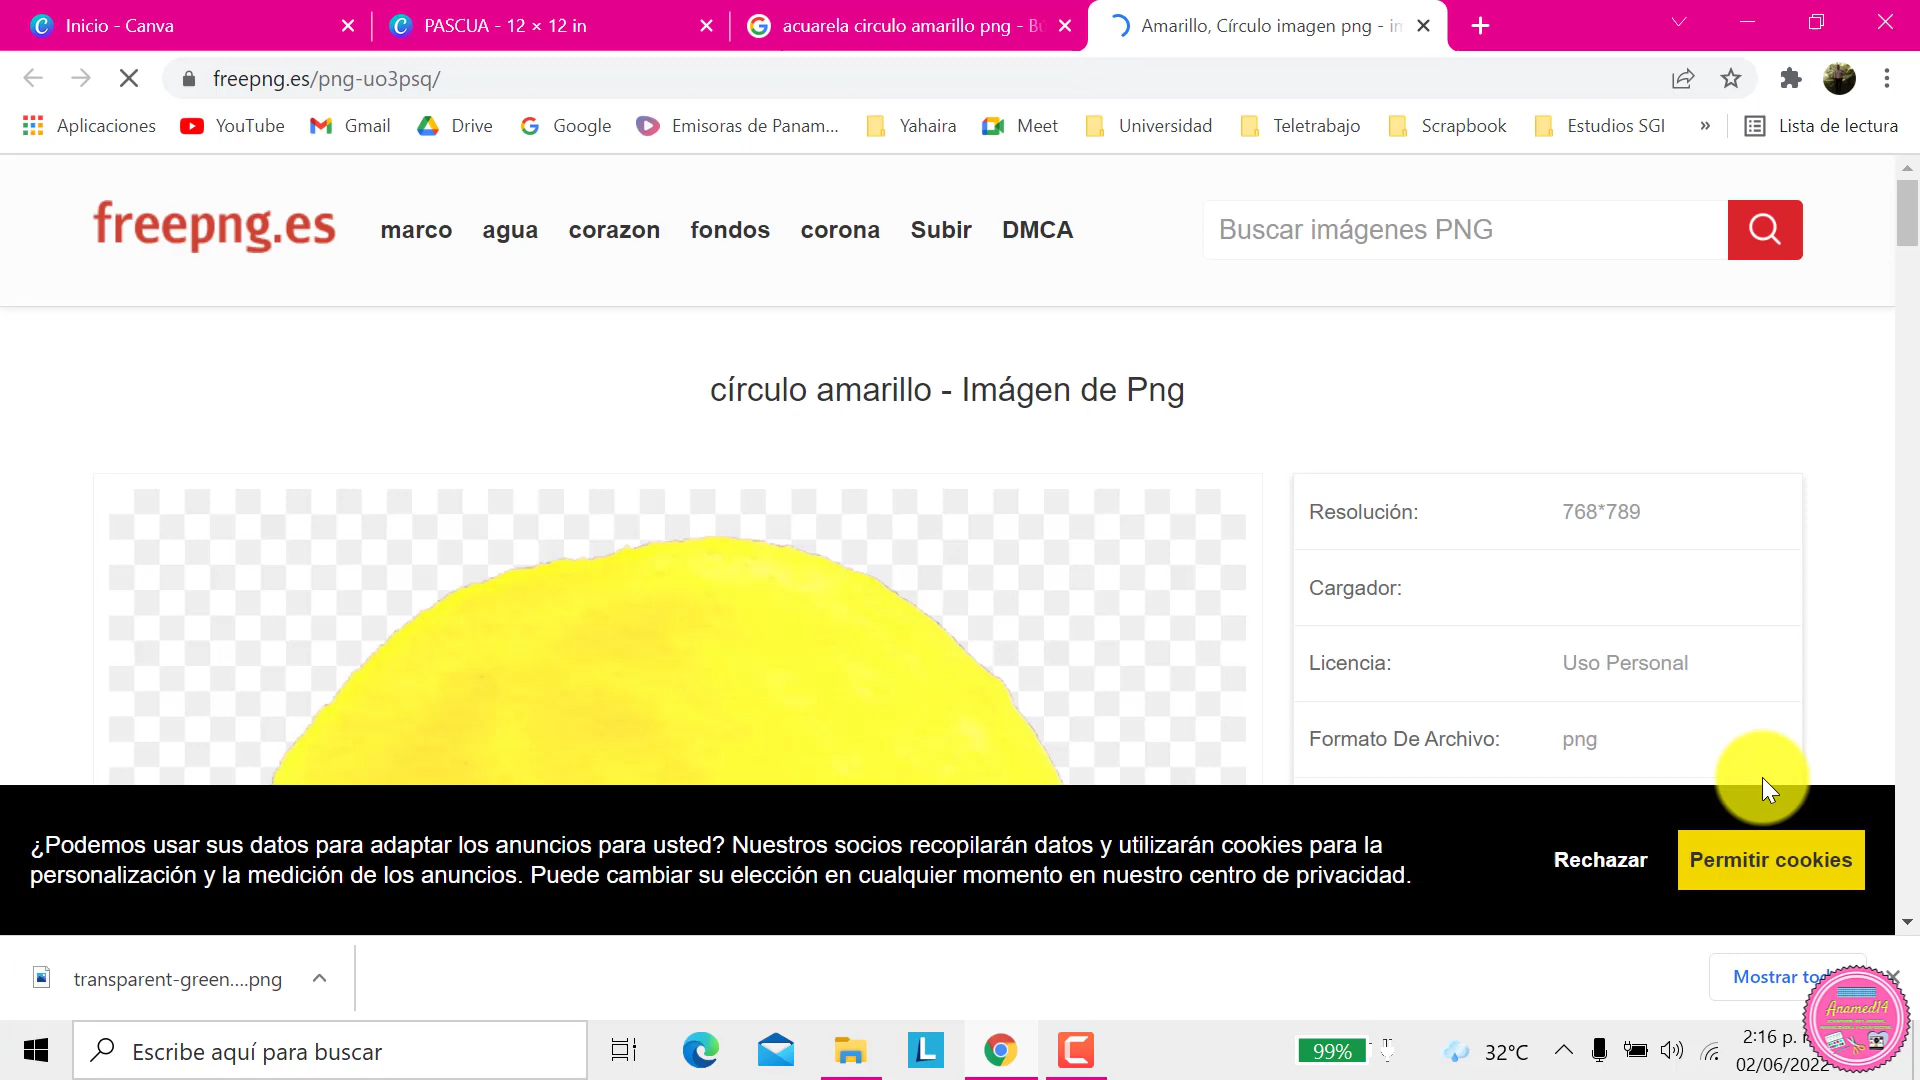 Inicio - Canva
PASCUA - 12 × 12 in
acuarela circulo amarillo png - Bú
Amarillo, Círculo imagen png - in
freepng.es/png-uo3psq/
Aplicaciones
YouTube
Gmail
Drive
Google
Emisoras de Panam...
Yahaira
Meet
Universidad
Teletrabajo
Scrapbook
Estudios SGI
»
Lista de lectura
freepng.es
marco
agua
corazon
fondos
corona
Subir
DMCA
Buscar imágenes PNG
círculo amarillo - Imágen de Png
Resolución: 768*789
Cargador:
Licencia: Uso Personal
Formato De Archivo: png
¿Podemos usar sus datos para adaptar los anuncios para usted? Nuestros socios recopilarán datos y utilizarán cookies para la
personalización y la medición de los anuncios. Puede cambiar su elección en cualquier momento en nuestro centro de privacidad.
Rechazar
Permitir cookies
transparent-green....png
Mostrar to
Anamed14
Escribe aquí para buscar
99%
32°C
2:16 p.
02/06/2022